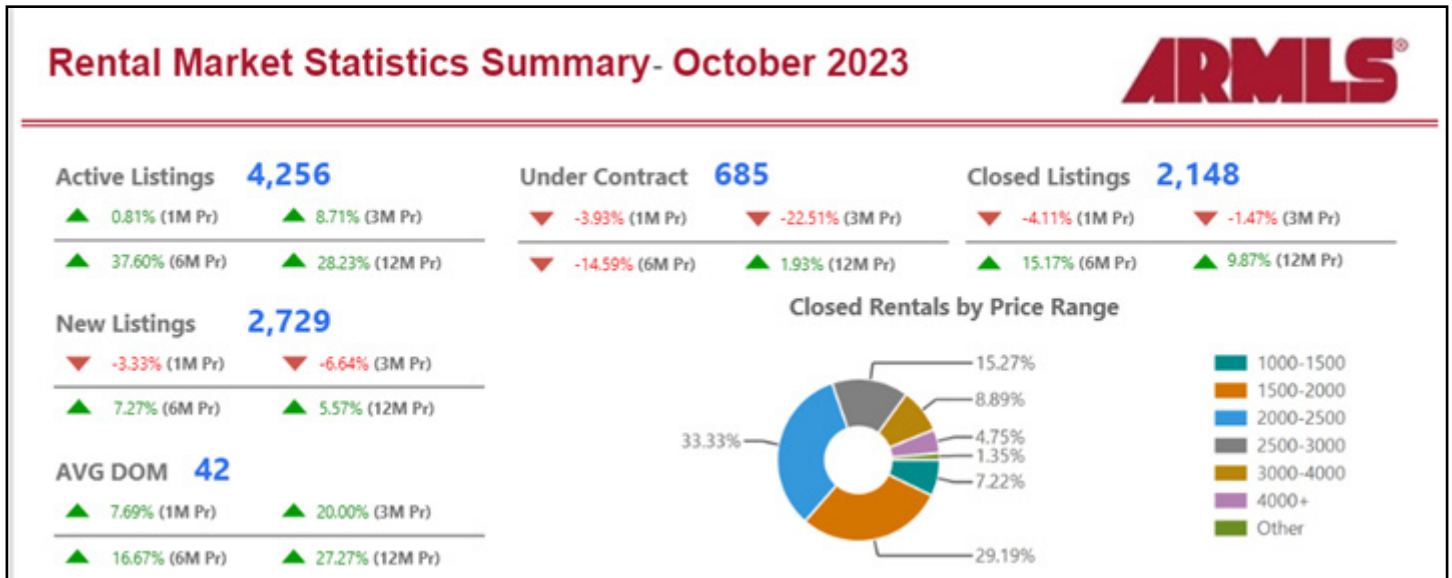 Rental Market Statistics Summary- October 2023
ARMLS®
Active Listings 4,256
0.81% (1M Pr) 8.71% (3M Pr)
37.60% (6M Pr) 28.23% (12M Pr)
Under Contract 685
-3.93% (1M Pr) -22.51% (3M Pr)
-14.59% (6M Pr) 1.93% (12M Pr)
Closed Listings 2,148
-4.11% (1M Pr) -1.47% (3M Pr)
15.17% (6M Pr) 9.87% (12M Pr)
New Listings 2,729
-3.33% (1M Pr) -6.64% (3M Pr)
7.27% (6M Pr) 5.57% (12M Pr)
AVG DOM 42
7.69% (1M Pr) 20.00% (3M Pr)
16.67% (6M Pr) 27.27% (12M Pr)
Closed Rentals by Price Range
15.27%
8.89%
33.33%
4.75%
1.35%
7.22%
29.19%
1000-1500
1500-2000
2000-2500
2500-3000
3000-4000
4000+
Other